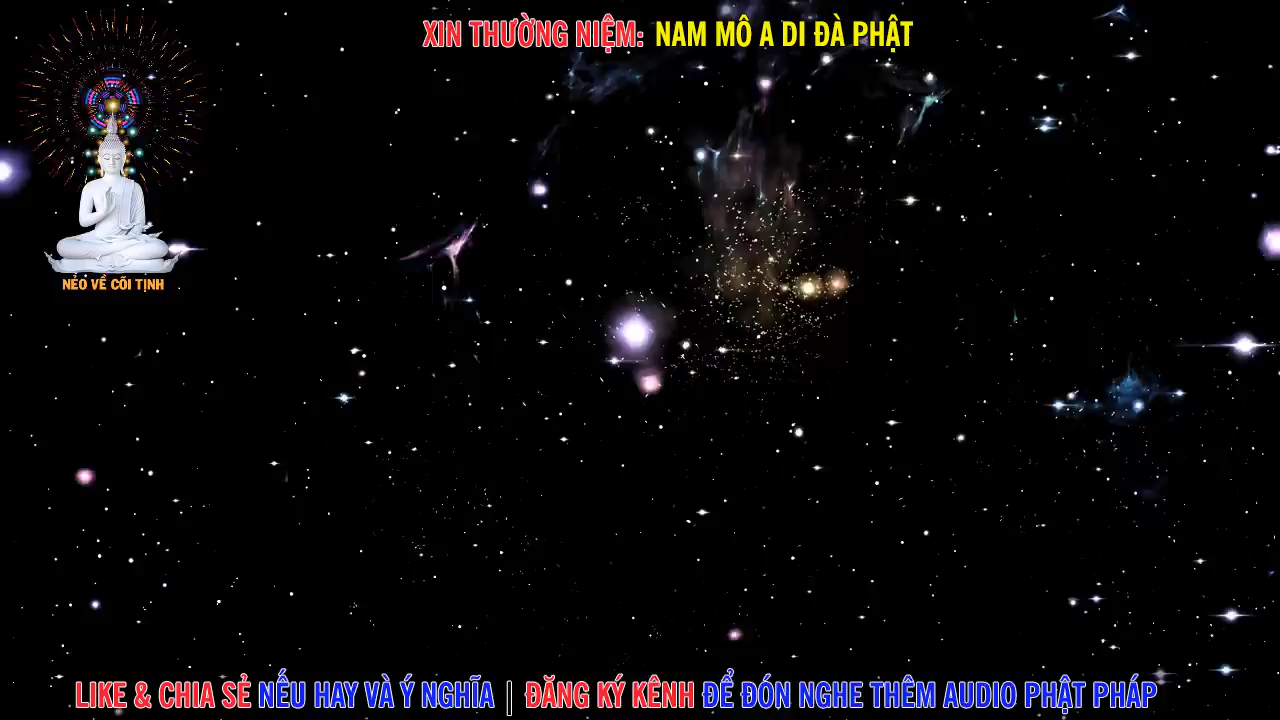 XIN THƯỜNG NIỆM: NAM MÔ A DI ĐÀ PHẬT
NẺO VỀ CÕI TỊNH
LIKE & CHIA SẺ NẾU HAY VÀ Ý NGHĨA | ĐĂNG KÝ KÊNH ĐỂ ĐÓN NGHE THÊM AUDIO PHẬT PHÁP